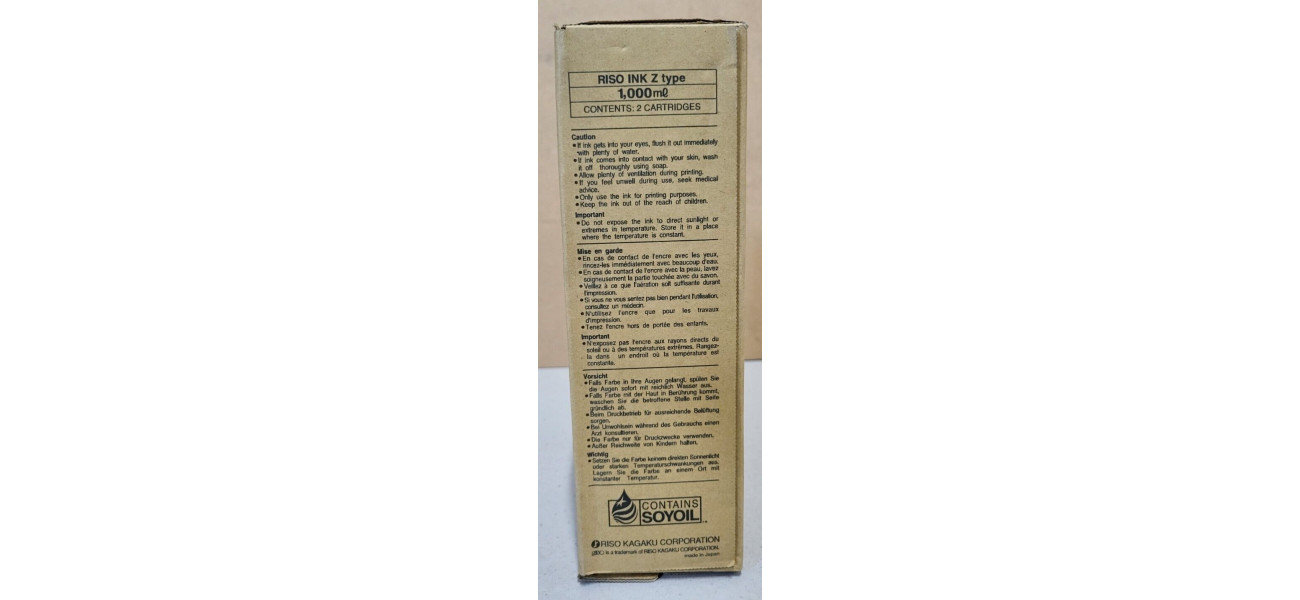 RISO INK Z type
1,000ml
CONTENTS: 2 CARTRIDGES
Caution
• If ink gets into your eyes, flush it out immediately
with plenty of water.
• If ink comes into contact with your skin, wash
it off thoroughly using soap.
• Allow plenty of ventilation during printing.
• If you feel unwell during use, seek medical
advice.
• Only use the ink for printing purposes.
• Keep the ink out of the reach of children.
Important
• Do not expose the ink to direct sunlight or
extremes in temperature. Store it in a place
where the temperature is constant.
Mise en garde
• En cas de contact de l'encre avec les yeux,
rincez-les immédiatement avec beaucoup d'eau.
• En cas de contact de l'encre avec la peau, lavez
soigneusement la partie touchée avec du savon.
• Veillez à ce que l'aération soit suffisante durant
l'impression.
• Si vous ne vous sentez pas bien pendant l'utilisation,
consultez un médecin.
• N'utilisez l'encre que pour les travaux
d'impression.
• Tenez l'encre hors de portée des enfants.
Important
• N'exposez pas l'encre aux rayons directs du
soleil ou à des températures extrêmes. Rangez-
la dans un endroit où la température est
constante.
Vorsicht
• Falls Farbe in Ihre Augen gelangt, spülen Sie
die Augen sofort mit reichlich Wasser aus.
• Falls Farbe mit der Haut in Berührung kommt,
waschen Sie die betroffene Stelle mit Seife
gründlich ab.
• Beim Druckbetrieb für ausreichende Belüftung
sorgen.
• Bei Unwohlsein während des Gebrauchs einen
Arzt konsultieren.
• Die Farbe nur für Druckzwecke verwenden.
• Außer Reichweite von Kindern halten.
Wichtig
• Setzen Sie die Farbe keinem direkten Sonnenlicht
oder starken Temperaturschwankungen aus.
Lagern Sie die Farbe an einem Ort mit
konstanter Temperatur.
CONTAINS
SOYOIL™
RISO KAGAKU CORPORATION
is a trademark of RISO KAGAKU CORPORATION.
made in Japan